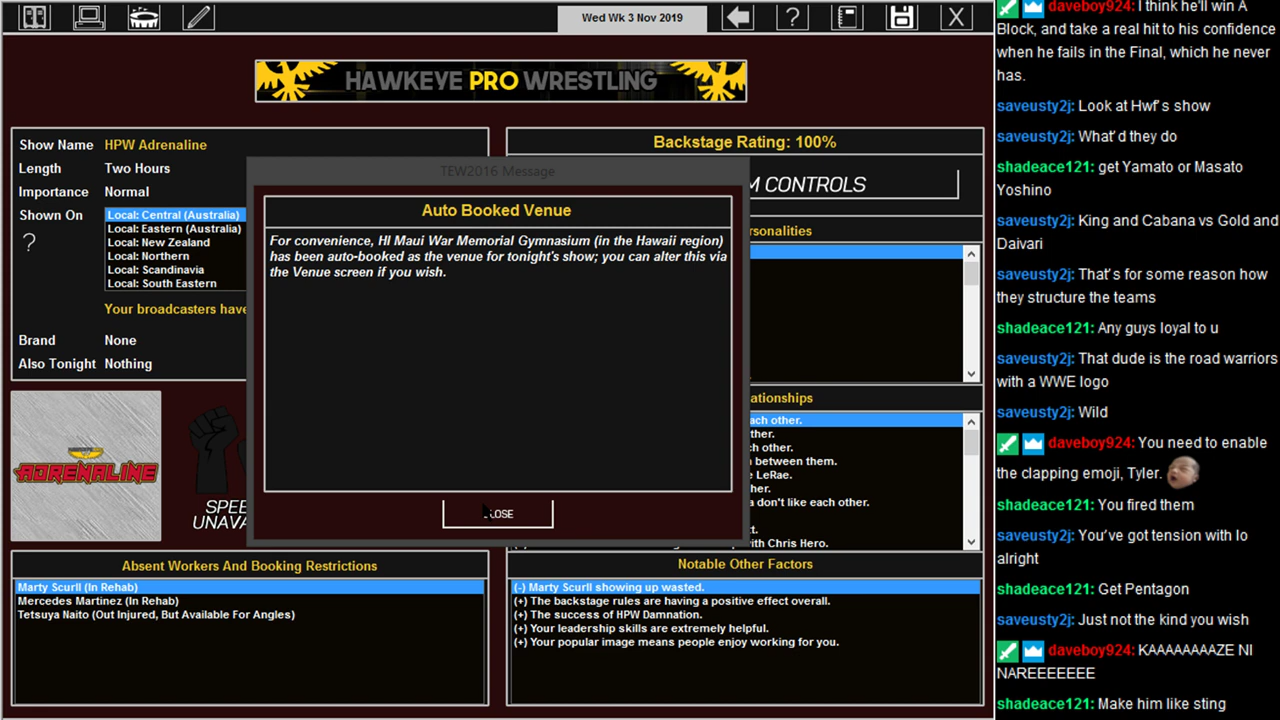 Wed Wk 3 Nov 2019
HAWKEYE PRO WRESTLING
Show Name HPW Adrenaline
Length Two Hours
Importance Normal
Shown On
Local: Central (Australia)
Local: Eastern (Australia)
Local: New Zealand
Local: Northern
Local: Scandinavia
Local: South Eastern
?
Your broadcasters have
Brand None
Also Tonight Nothing
ADRENALINE
SPEE
UNAVA
Backstage Rating: 100%
M CONTROLS
sonalities
ationships
each other.
ther.
ch other.
between them.
LeRae.
her.
don't like each other.
t.
with Chris Hero.
TEW2016 Message
Auto Booked Venue
For convenience, HI Maui War Memorial Gymnasium (in the Hawaii region)
has been auto-booked as the venue for tonight's show; you can alter this via
the Venue screen if you wish.
CLOSE
Absent Workers And Booking Restrictions
Marty Scurll (In Rehab)
Mercedes Martinez (In Rehab)
Tetsuya Naito (Out Injured, But Available For Angles)
Notable Other Factors
(-) Marty Scurll showing up wasted.
(+) The backstage rules are having a positive effect overall.
(+) The success of HPW Damnation.
(+) Your leadership skills are extremely helpful.
(+) Your popular image means people enjoy working for you.
daveboy924: I think he'll win A
Block, and take a real hit to his confidence
when he fails in the Final, which he never
has.
saveusty2j: Look at Hwf's show
saveusty2j: What'd they do
shadeace121: get Yamato or Masato
Yoshino
saveusty2j: King and Cabana vs Gold and
Daivari
saveusty2j: That's for some reason how
they structure the teams
shadeace121: Any guys loyal to u
saveusty2j: That dude is the road warriors
with a WWE logo
saveusty2j: Wild
daveboy924: You need to enable
the clapping emoji, Tyler.
shadeace121: You fired them
saveusty2j: You've got tension with Io
alright
shadeace121: Get Pentagon
saveusty2j: Just not the kind you wish
daveboy924: KAAAAAAAAZE NI
NAREEEEEEE
shadeace121: Make him like sting